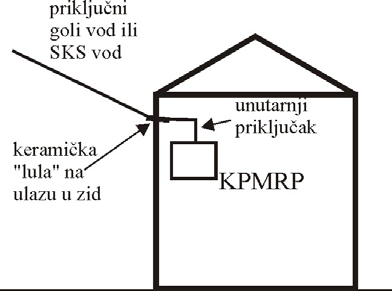 priključni
goli vod ili
SKS vod
unutarnji
priključak
keramička
"lula" na
ulazu u zid
KPMRP